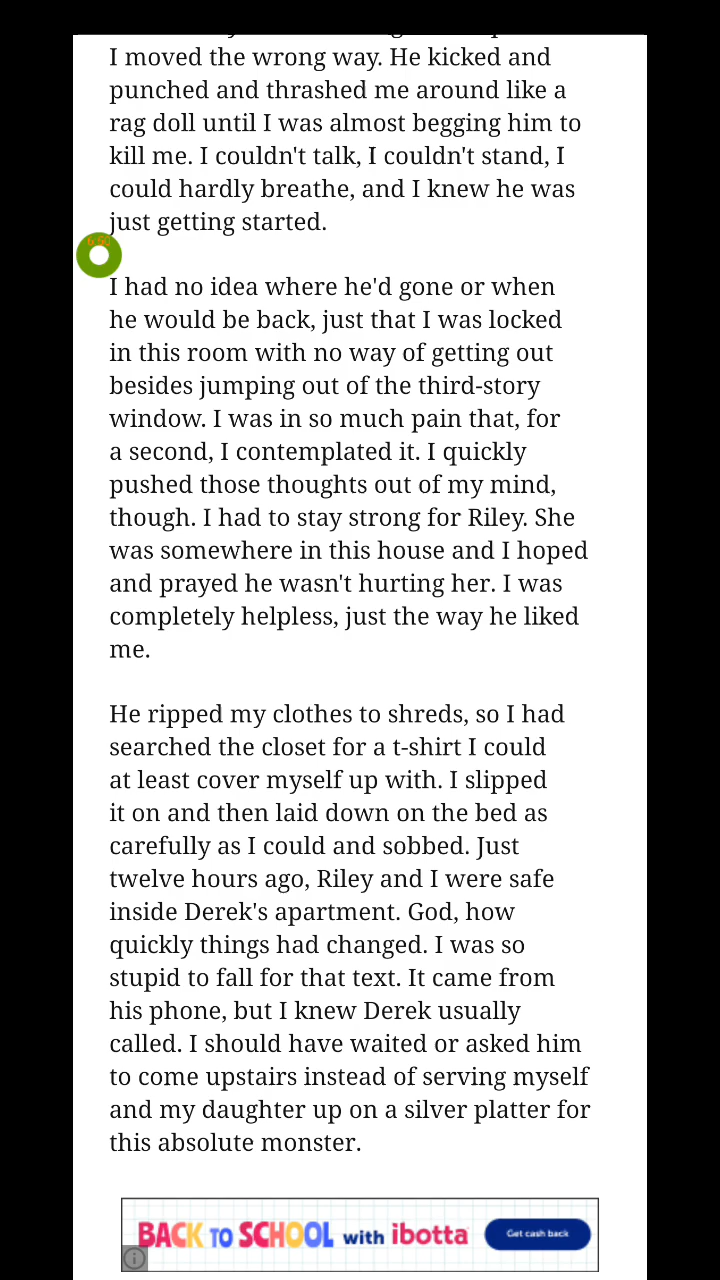 I moved the wrong way. He kicked and
punched and thrashed me around like a
rag doll until I was almost begging him to
kill me. I couldn't talk, I couldn't stand, I
could hardly breathe, and I knew he was
just getting started.
I had no idea where he'd gone or when
he would be back, just that I was locked
in this room with no way of getting out
besides jumping out of the third-story
window. I was in so much pain that, for
a second, I contemplated it. I quickly
pushed those thoughts out of my mind,
though. I had to stay strong for Riley. She
was somewhere in this house and I hoped
and prayed he wasn't hurting her. I was
completely helpless, just the way he liked
me.
He ripped my clothes to shreds, so I had
searched the closet for a t-shirt I could
at least cover myself up with. I slipped
it on and then laid down on the bed as
carefully as I could and sobbed. Just
twelve hours ago, Riley and I were safe
inside Derek's apartment. God, how
quickly things had changed. I was so
stupid to fall for that text. It came from
his phone, but I knew Derek usually
called. I should have waited or asked him
to come upstairs instead of serving myself
and my daughter up on a silver platter for
this absolute monster.
BACK TO SCHOOL with ibotta
Get cash back